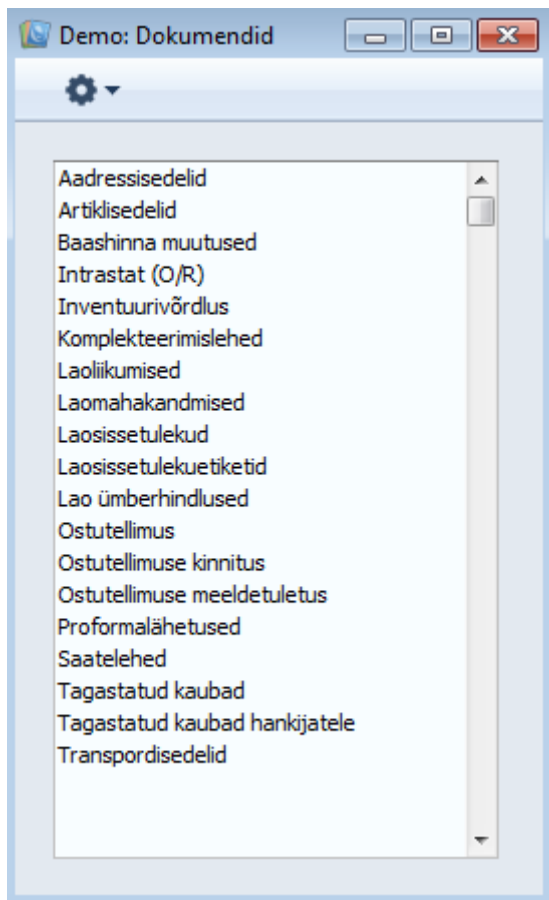 Demo: Dokumendid
Aadressisedelid
Artiklisedelid
Baashinna muutused
Intrastat (O/R)
Inventuurivõrdlus
Komplekteerimislehed
Laoliikumised
Laomahakandmised
Laosissetulekud
Laosissetulekuetiketid
Lao ümberhindlused
Ostutellimus
Ostutellimuse kinnitus
Ostutellimuse meeldetuletus
Proformalähetused
Saatelehed
Tagastatud kaubad
Tagastatud kaubad hankijatele
Transpordisedelid